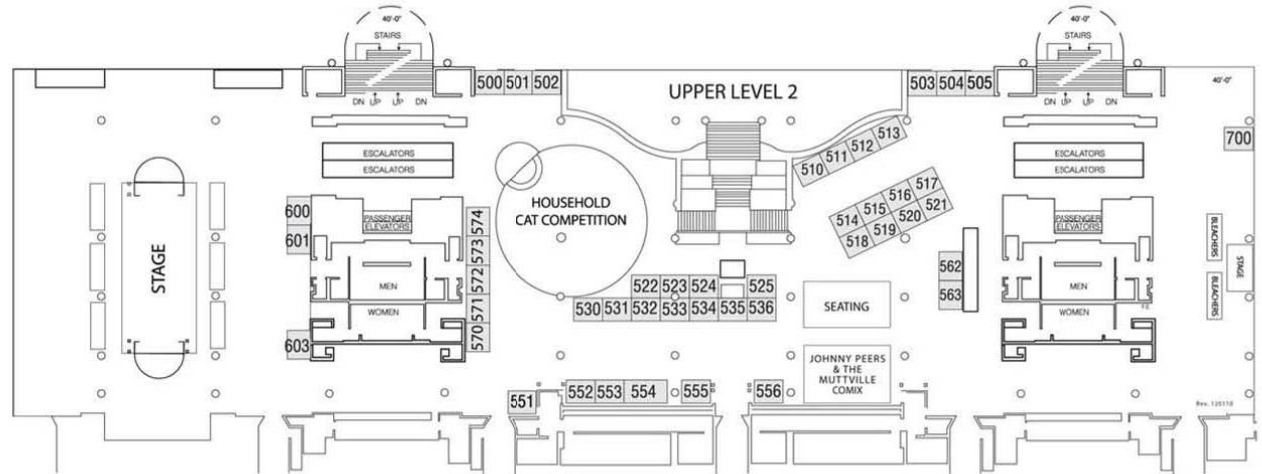 40'-0"
STAIRS
DN UP UP DN
500 501 502
UPPER LEVEL 2
503 504 505
40'-0"
STAIRS
DN UP UP DN
40'-0"
700
ESCALATORS
ESCALATORS
ESCALATORS
ESCALATORS
510 511 512 513
514 515 516 517
518 519 520 521
HOUSEHOLD
CAT COMPETITION
600
601
603
PASSENGER
ELEVATORS
MEN
WOMEN
574
573
572
571
570
STAGE
522 523 524 525
530 531 532 533 534 535 536
SEATING
562
563
PASSENGER
ELEVATORS
MEN
WOMEN
BLEACHERS
BLEACHERS
STAGE
JOHNNY PEERS
& THE
MUTTVILLE
COMIX
551
552 553 554 555 556
Rev. 120110